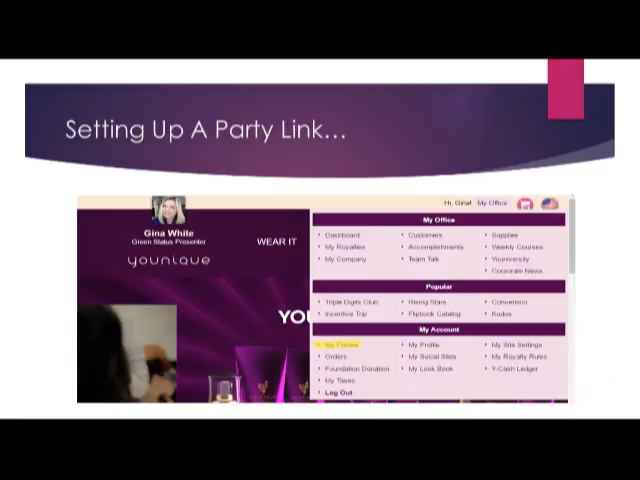 Setting Up A Party Link...
Hi, Gina! My Office
Gina White
Green Status Presenter
younique
WEAR IT
YOU
My Office
Dashboard Customers Supplies
My Royalties Accomplishments Weekly Courses
My Company Team Talk Youniversity
Corporate News
Popular
Triple Digits Club Rising Stars Convention
Incentive Trip Flipbook Catalog Kudos
My Account
My Parties My Profile My Site Settings
Orders My Social Sites My Royalty Rules
Foundation Donation My Look Book Y-Cash Ledger
My Taxes
Log Out